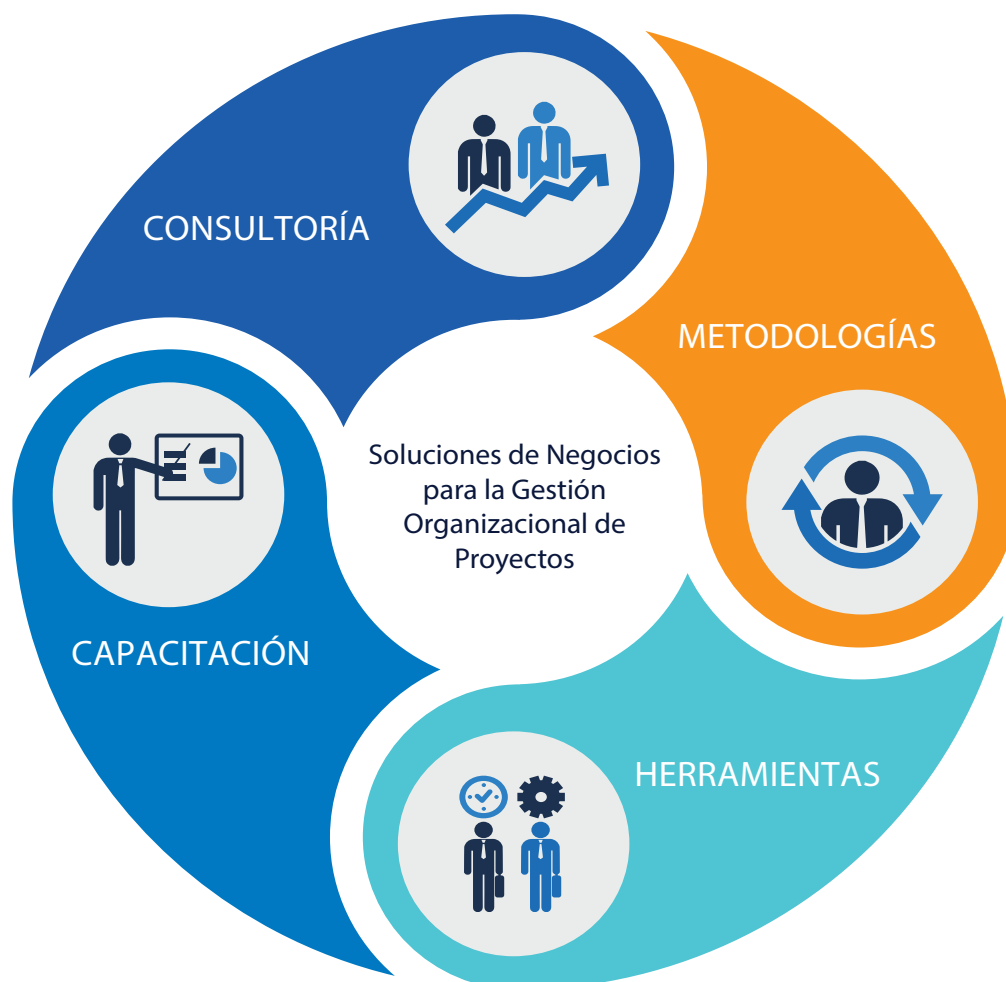 CONSULTORÍA
METODOLOGÍAS
Soluciones de Negocios
para la Gestión
Organizacional de
Proyectos
CAPACITACIÓN
HERRAMIENTAS